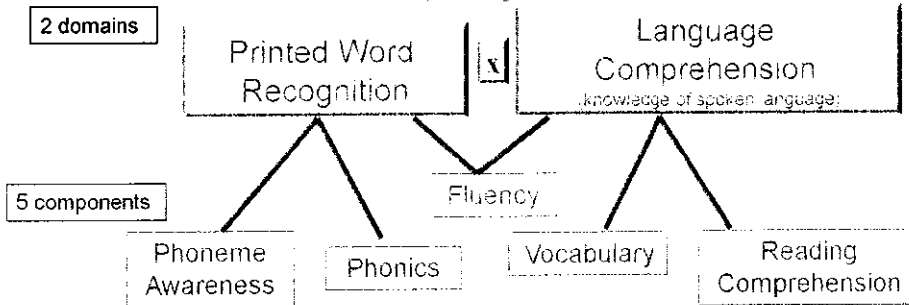 2 domains
Printed Word
Recognition
x
Language
Comprehension
(knowledge of spoken language)
5 components
Fluency
Phoneme
Awareness
Phonics
Vocabulary
Reading
Comprehension